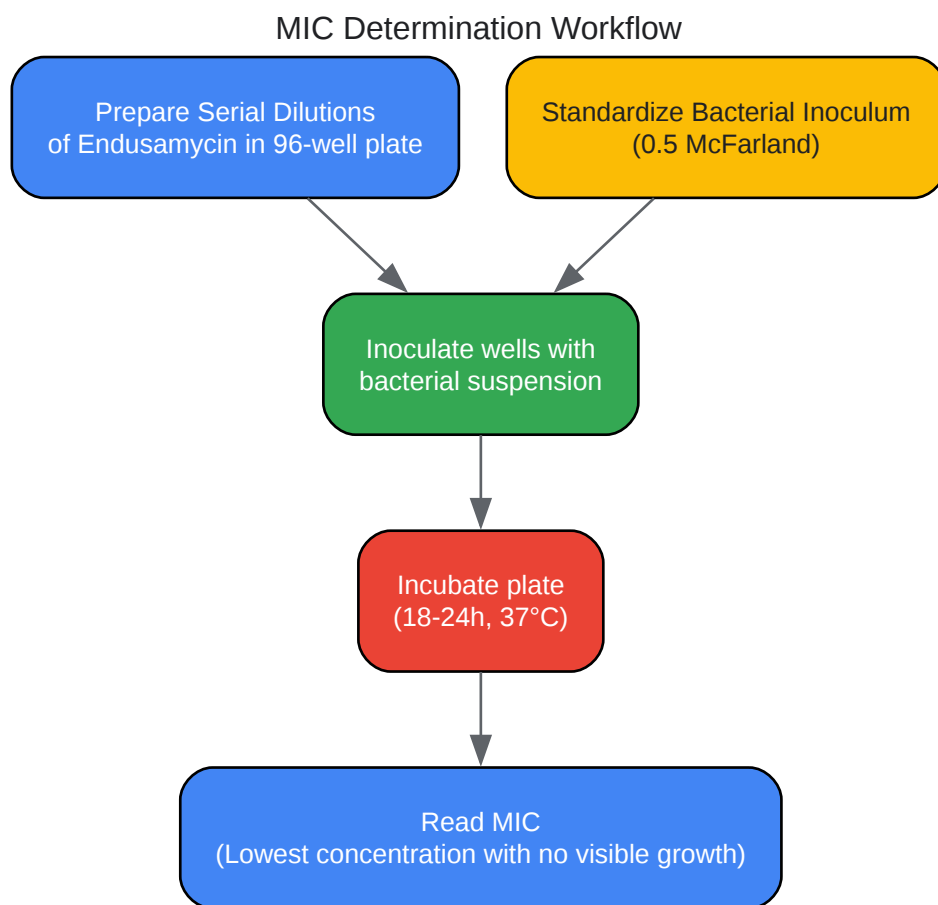 MIC Determination Workflow
Prepare Serial Dilutions
of Endusamycin in 96-well plate
Standardize Bacterial Inoculum
(0.5 McFarland)
Inoculate wells with
bacterial suspension
Incubate plate
(18-24h, 37°C)
Read MIC
(Lowest concentration with no visible growth)